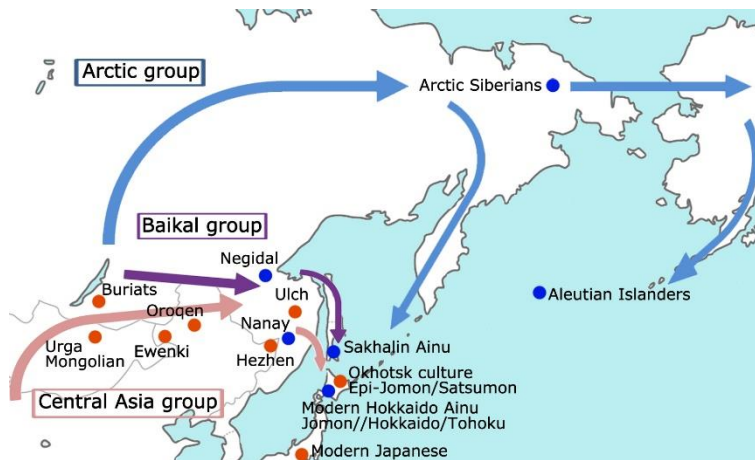 Arctic group
Arctic Siberians
Baikal group
Negidal
Buriats
Ulch
Oroqen
Nanay
Aleutian Islanders
Urga
Mongolian
Ewenki
Hezhen
Sakhalin Ainu
Okhotsk culture
Epi-Jomon/Satsumon
Central Asia group
Modern Hokkaido Ainu
Jomon//Hokkaido/Tohoku
Modern Japanese